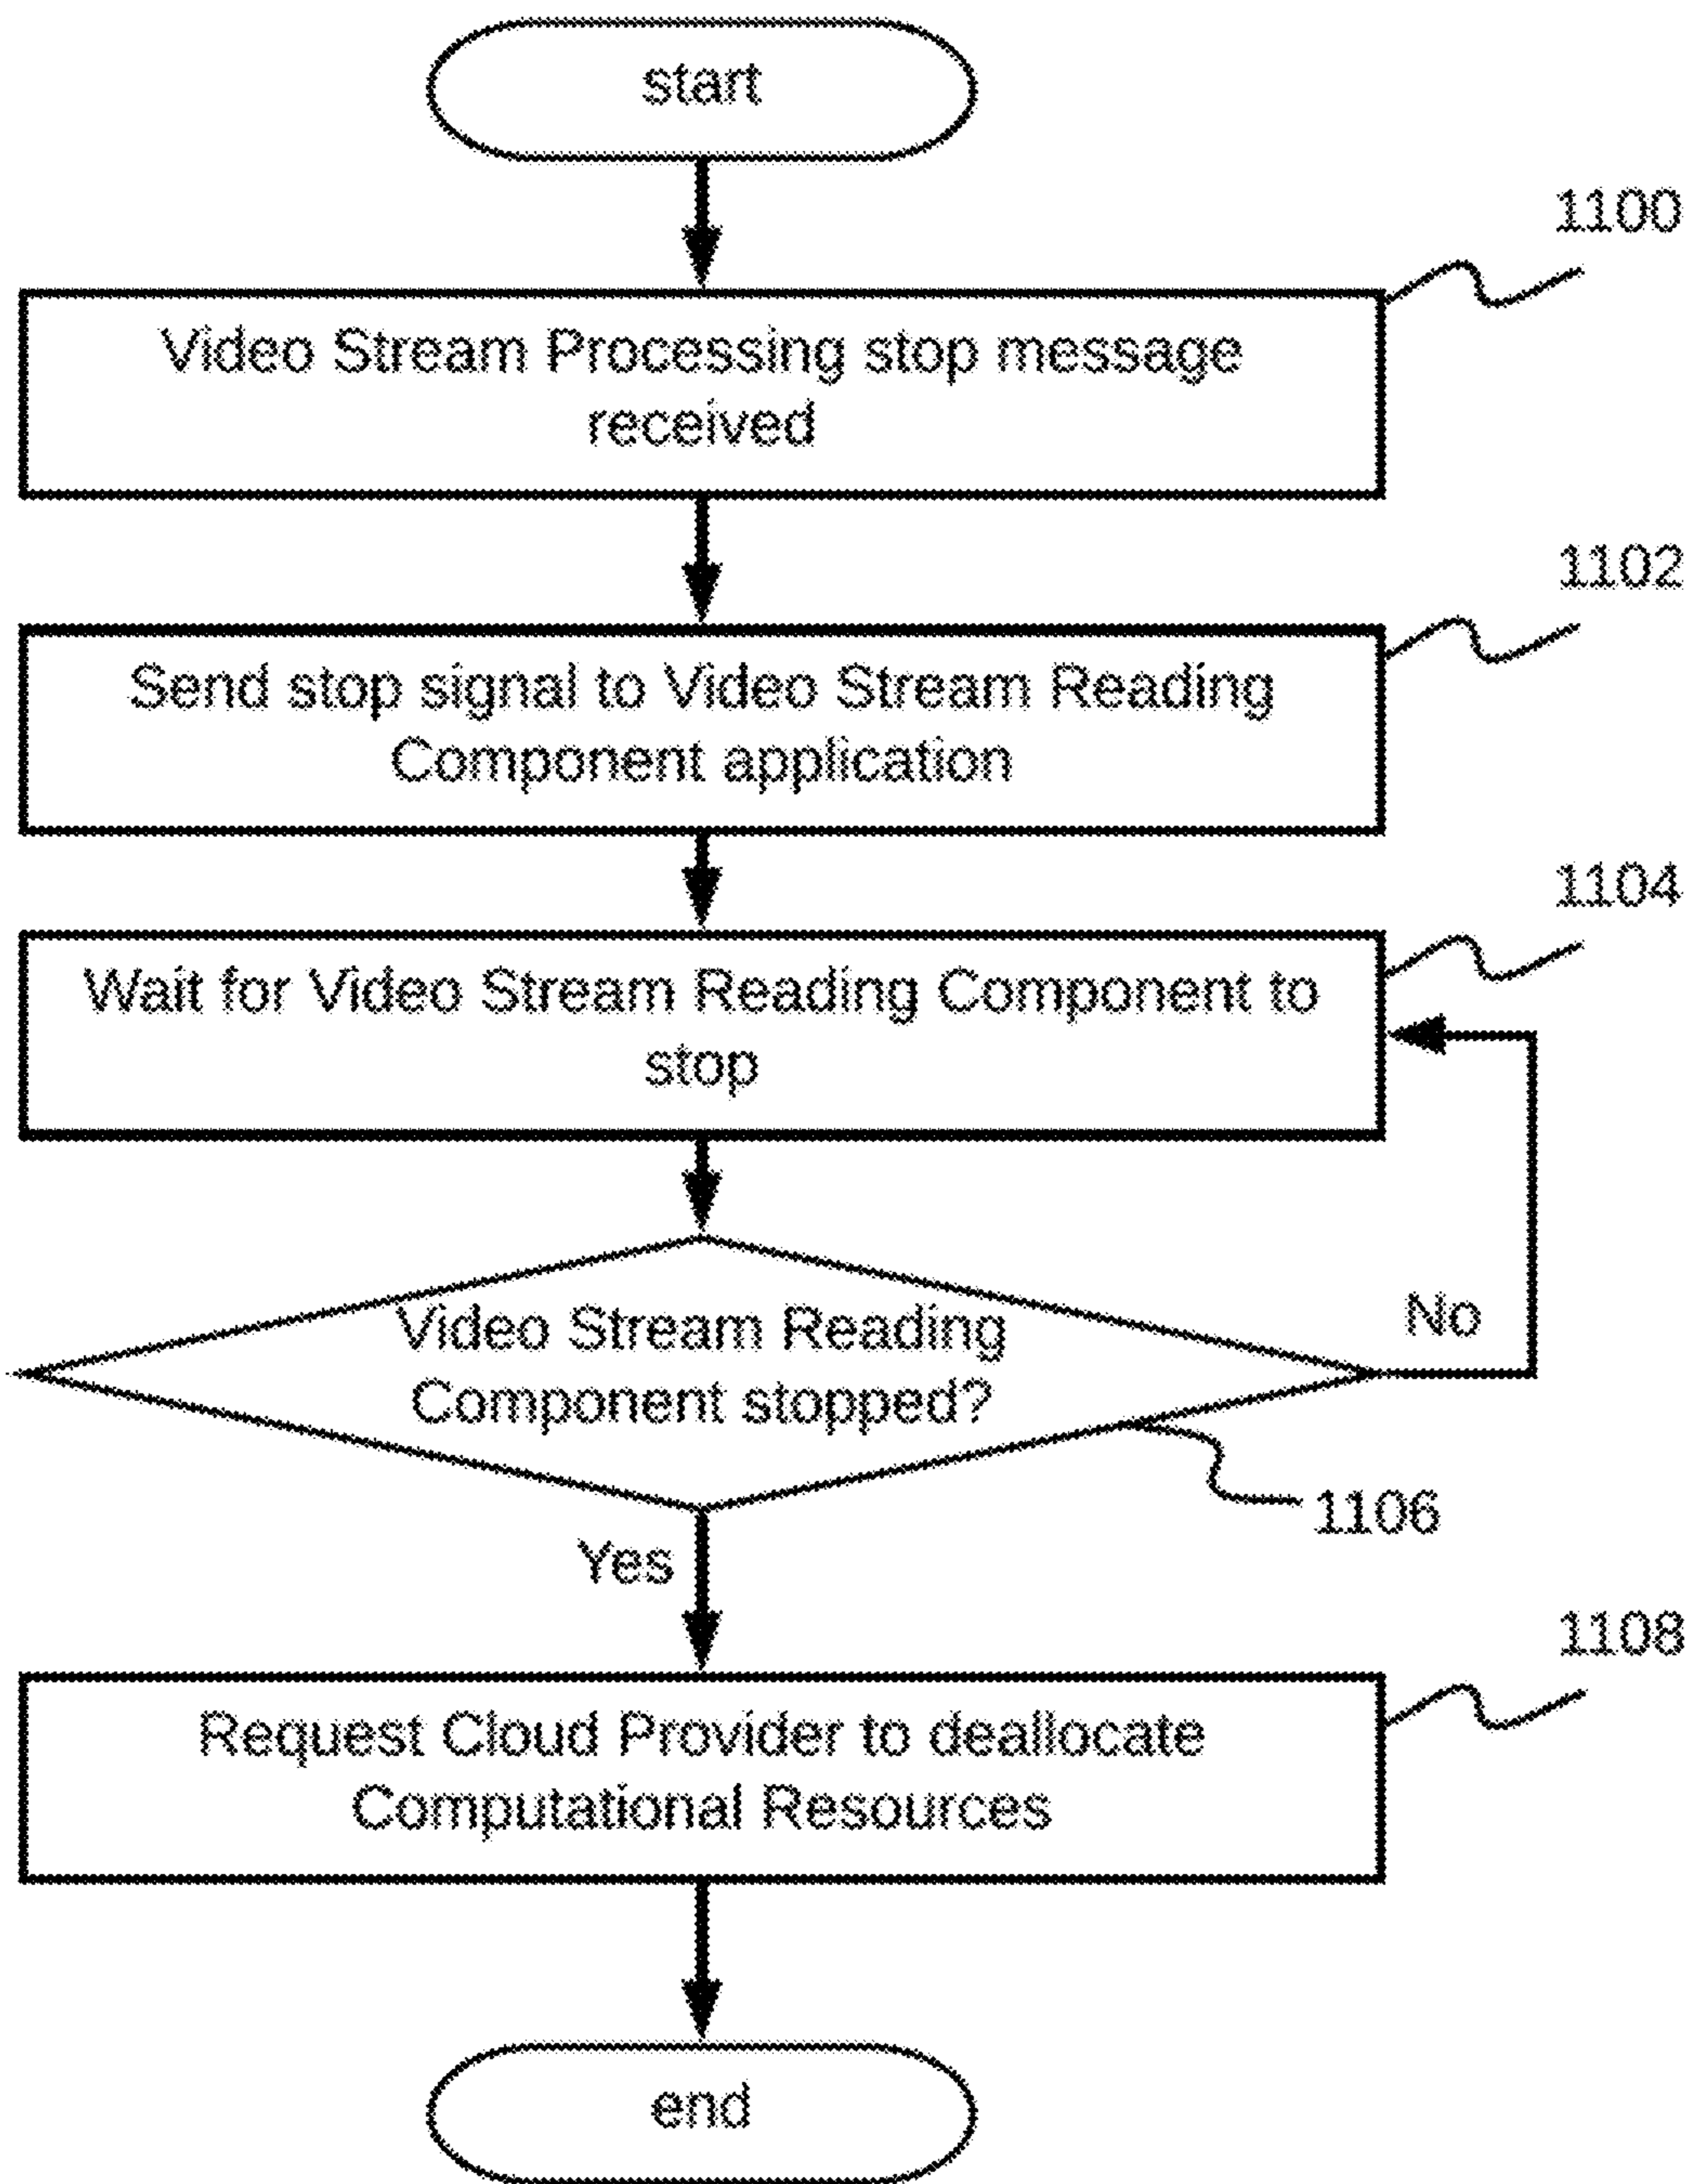 start
1100
Video Stream Processing stop message
received
1102
Send stop signal to Video Stream Reading
Component application
1104
Wait for Video Stream Reading Component to
stop
Video Stream Reading
Component stopped?
No
1106
Yes
1108
Request Cloud Provider to deallocate
Computational Resources
end